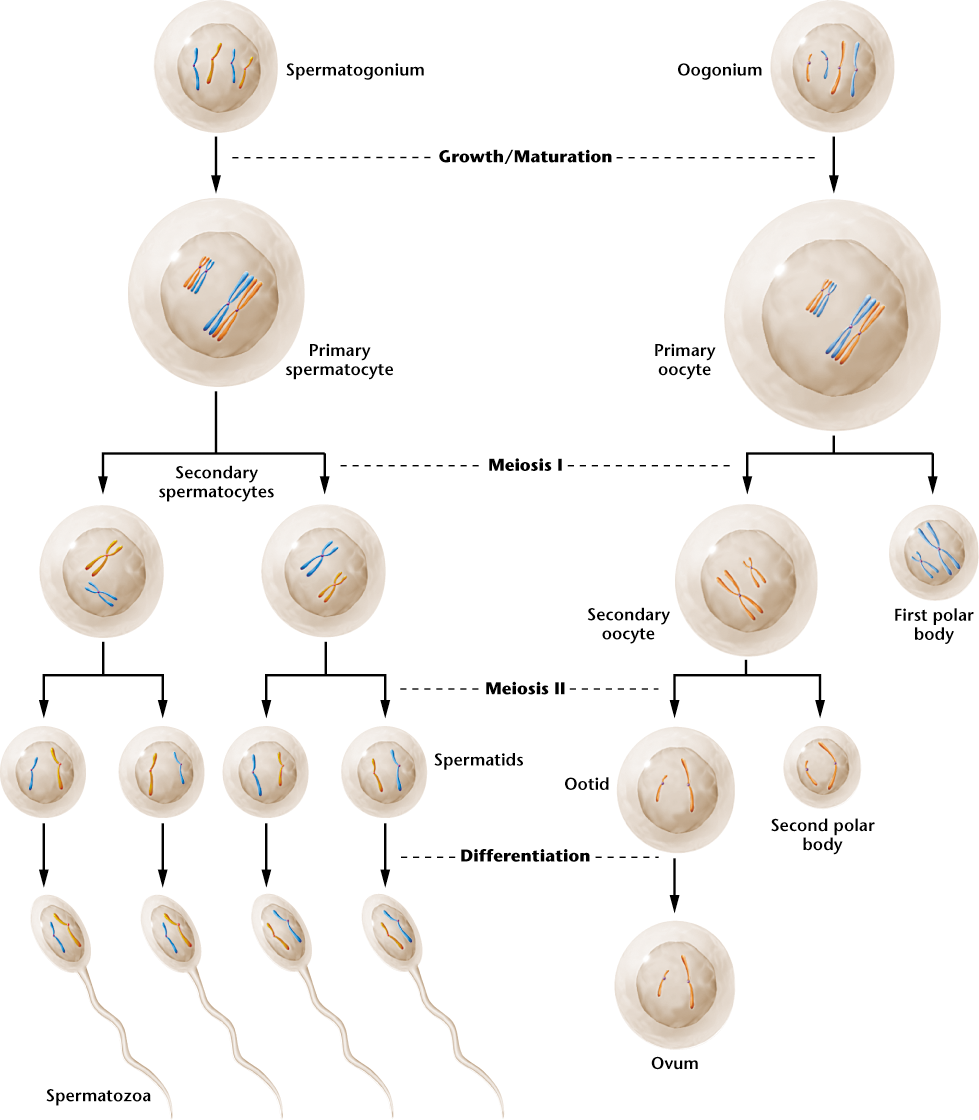 Spermatogonium
Oogonium
Growth/Maturation
Primary
spermatocyte
Primary
oocyte
Meiosis I
Secondary
spermatocytes
Secondary
oocyte
First polar
body
Meiosis II
Spermatids
Ootid
Second polar
body
Differentiation
Ovum
Spermatozoa